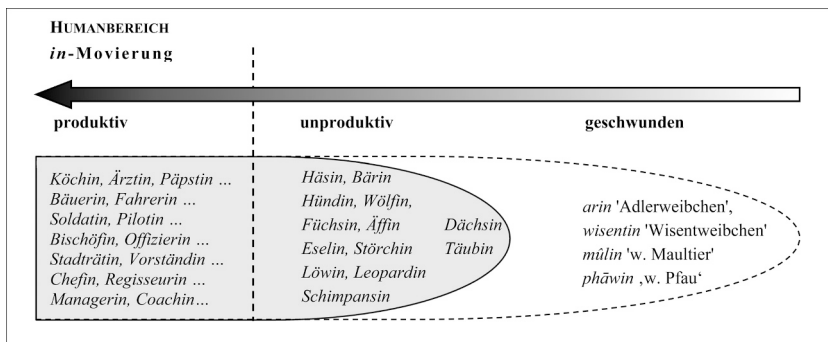 HUMANBEREICH
in-Movierung
produktiv
unproduktiv
geschwunden
Köchin, Ärztin, Päpstin ...
Bäuerin, Fahrerin ...
Soldatin, Pilotin ...
Bischöfin, Offizierin ...
Stadträtin, Vorständin ...
Chefin, Regisseurin ...
Managerin, Coachin...
Häsin, Bärin
Hündin, Wölfin,
Füchsin, Äffin
Eselin, Störchin
Löwin, Leopardin
Schimpansin
Dächsin
Täubin
arin 'Adlerweibchen',
wisentin 'Wisentweibchen'
mûlin 'w. Maultier'
phāwin ‚w. Pfau‘